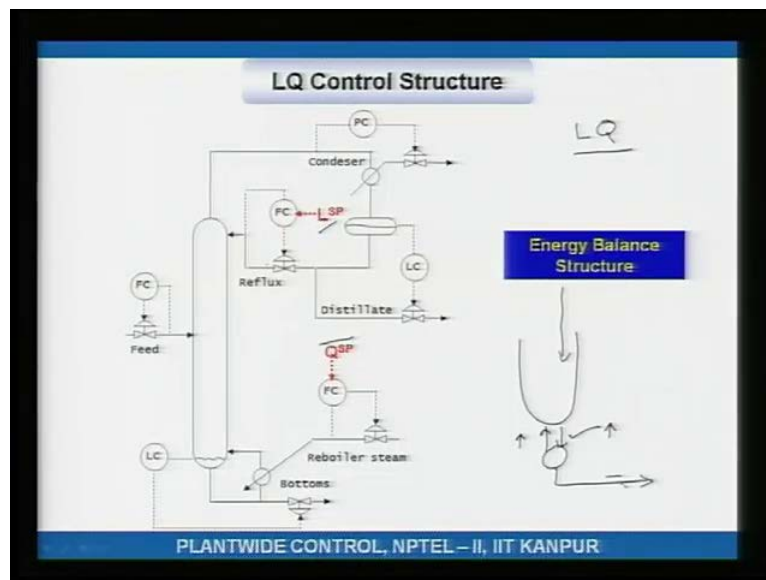 LQ Control Structure
PC
LQ
Condeser
FC
L SP
Energy Balance
Structure
LC
FC
Reflux
Distillate
Feed
Q SP
FC
LC
Reboiler steam
Bottoms
PLANTWIDE CONTROL, NPTEL – II, IIT KANPUR